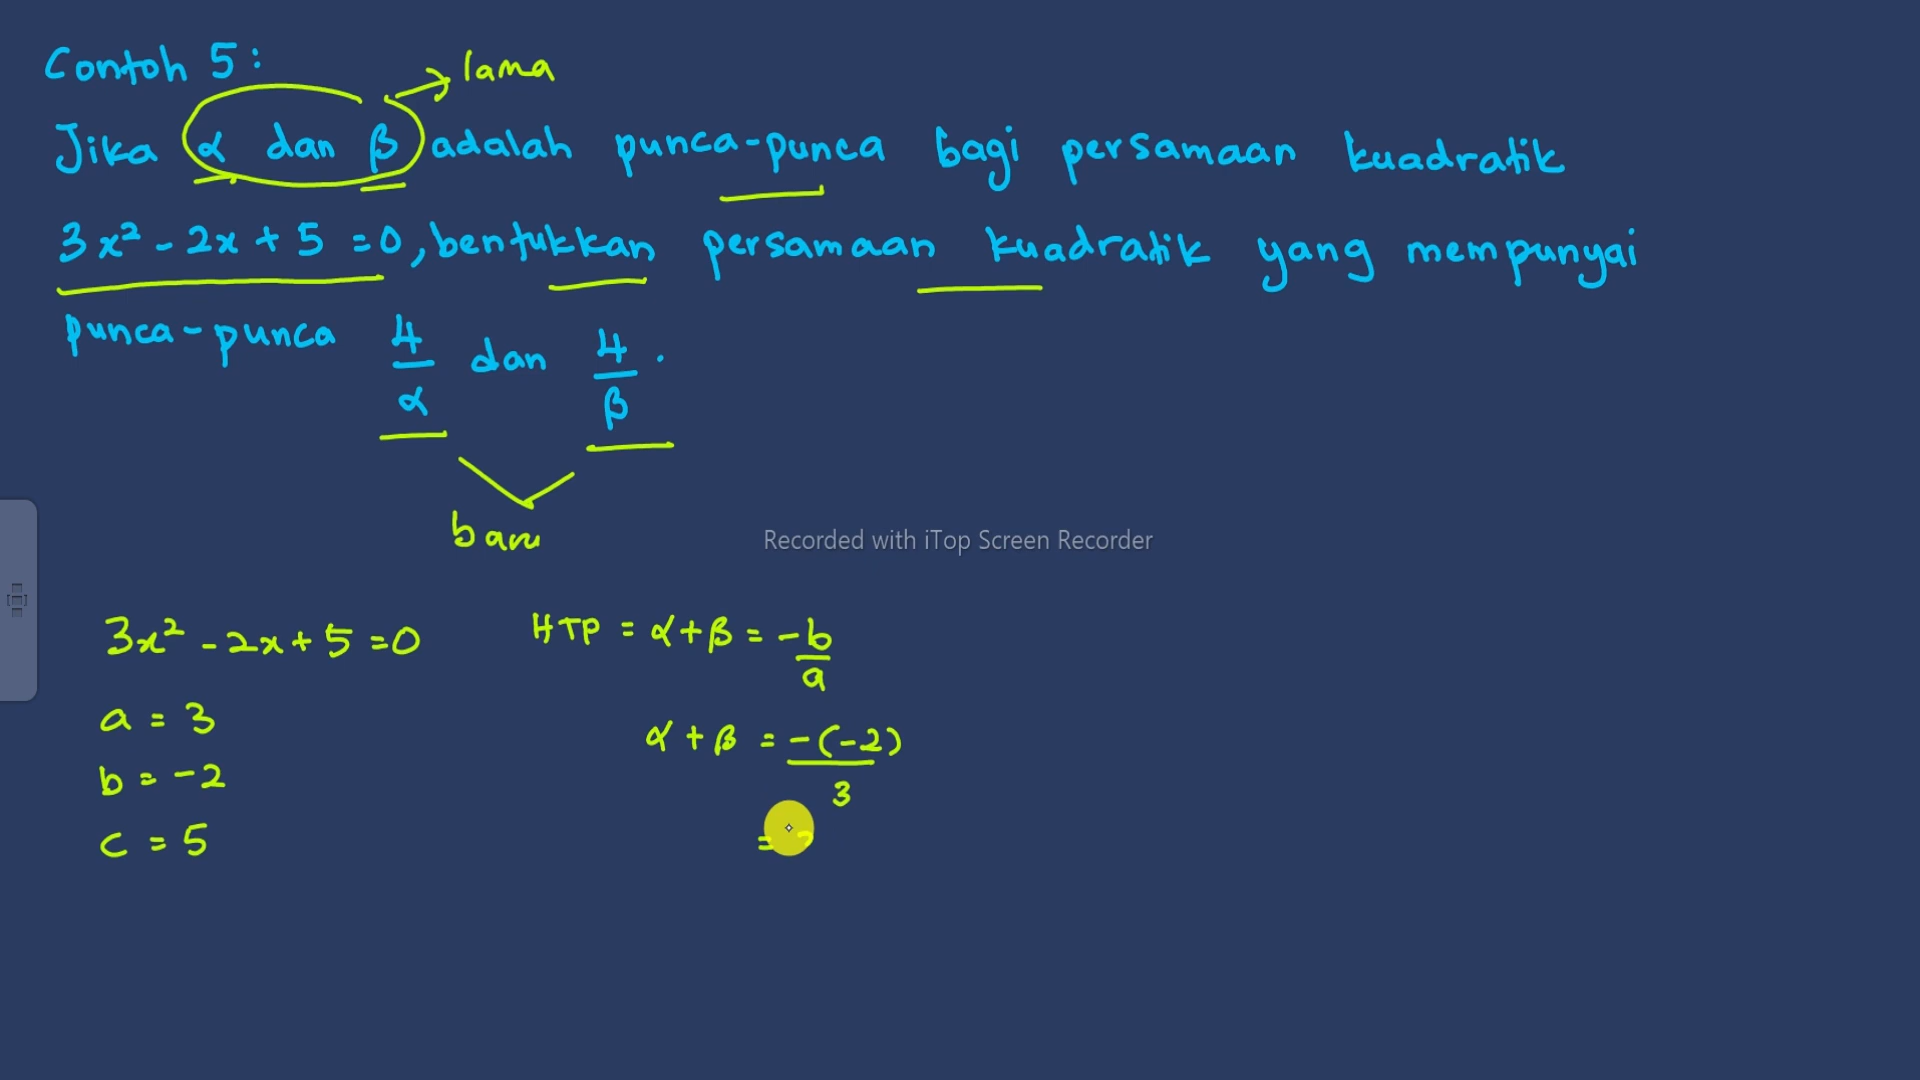 Contoh 5:
lama
Jika α dan β adalah punca-punca bagi persamaan kuadratik
3x² - 2x + 5 = 0, bentukkan persamaan kuadratik yang mempunyai
punca-punca 4/α dan 4/β.
baru
Recorded with iTop Screen Recorder
3x² - 2x + 5 = 0
a = 3
b = -2
c = 5
HTP = α + β = -b/a
α + β = -(-2)/3
=